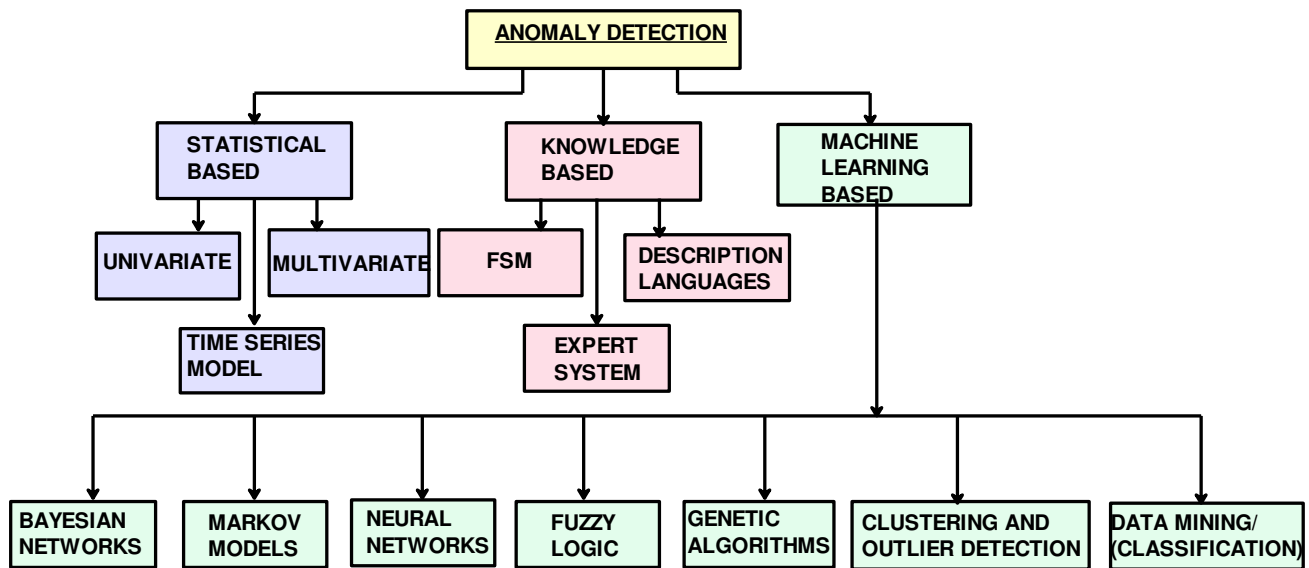 ANOMALY DETECTION
STATISTICAL
BASED
KNOWLEDGE
BASED
MACHINE
LEARNING
BASED
UNIVARIATE
MULTIVARIATE
FSM
DESCRIPTION
LANGUAGES
TIME SERIES
MODEL
EXPERT
SYSTEM
BAYESIAN
NETWORKS
MARKOV
MODELS
NEURAL
NETWORKS
FUZZY
LOGIC
GENETIC
ALGORITHMS
CLUSTERING AND
OUTLIER DETECTION
DATA MINING/
(CLASSIFICATION)